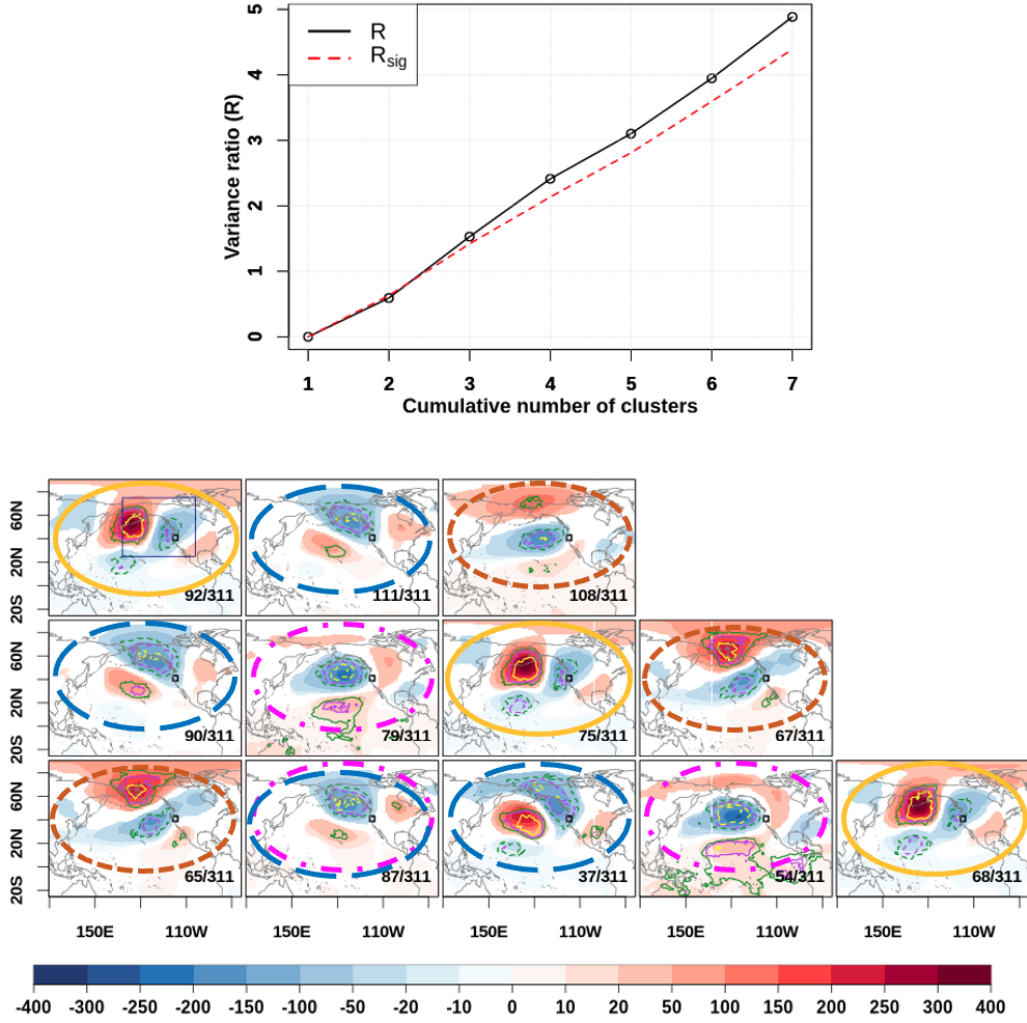 5
4
3
2
1
0
Variance ratio (R)
R
Rsig
1 2 3 4 5 6 7
Cumulative number of clusters
60N
20N
20S
92/311 111/311 108/311
60N
20N
20S
90/311 79/311 75/311 67/311
60N
20N
20S
65/311 87/311 37/311 54/311 68/311
150E 110W 150E 110W 150E 110W 150E 110W 150E 110W
-400 -300 -250 -200 -150 -100 -50 -20 -10 0 10 20 50 100 150 200 250 300 400